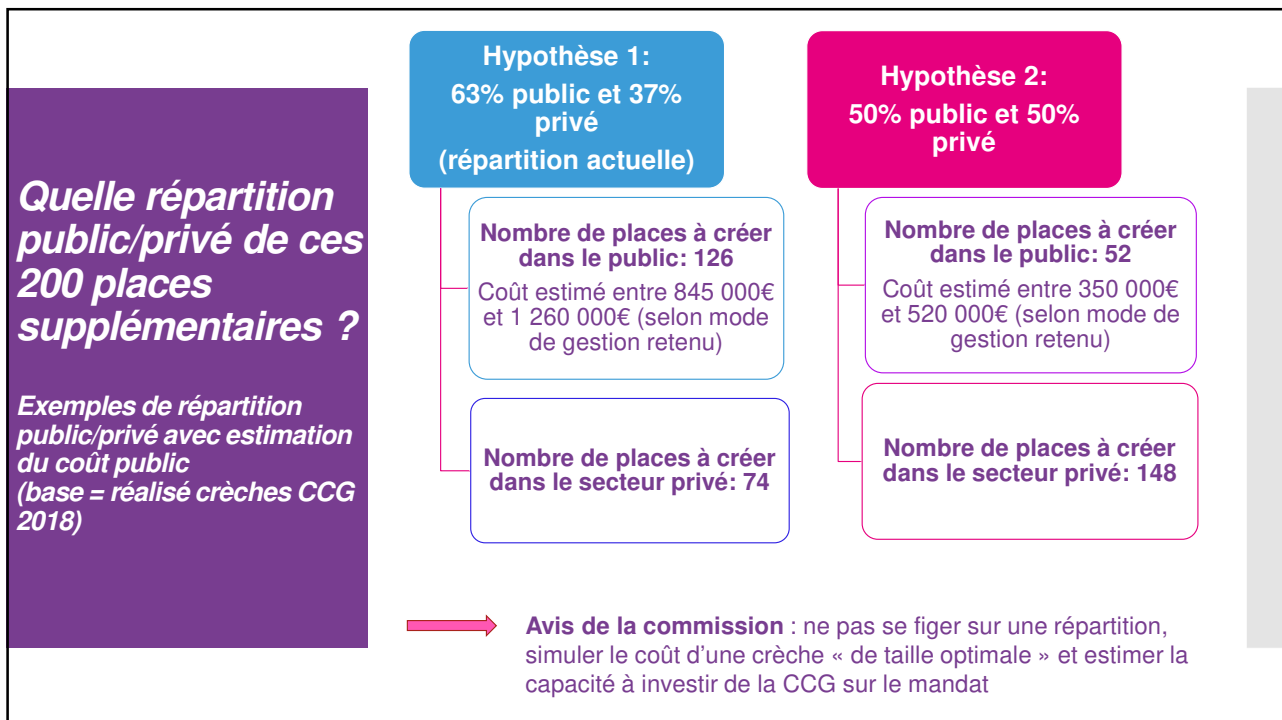 Quelle répartition
public/privé de ces
200 places
supplémentaires ?
Exemples de répartition
public/privé avec estimation
du coût public
(base = réalisé crèches CCG
2018)
Hypothèse 1:
63% public et 37%
privé
(répartition actuelle)
Nombre de places à créer
dans le public: 126
Coût estimé entre 845 000€
et 1 260 000€ (selon mode
de gestion retenu)
Nombre de places à créer
dans le secteur privé: 74
Hypothèse 2:
50% public et 50%
privé
Nombre de places à créer
dans le public: 52
Coût estimé entre 350 000€
et 520 000€ (selon mode de
gestion retenu)
Nombre de places à créer
dans le secteur privé: 148
Avis de la commission : ne pas se figer sur une répartition,
simuler le coût d'une crèche « de taille optimale » et estimer la
capacité à investir de la CCG sur le mandat